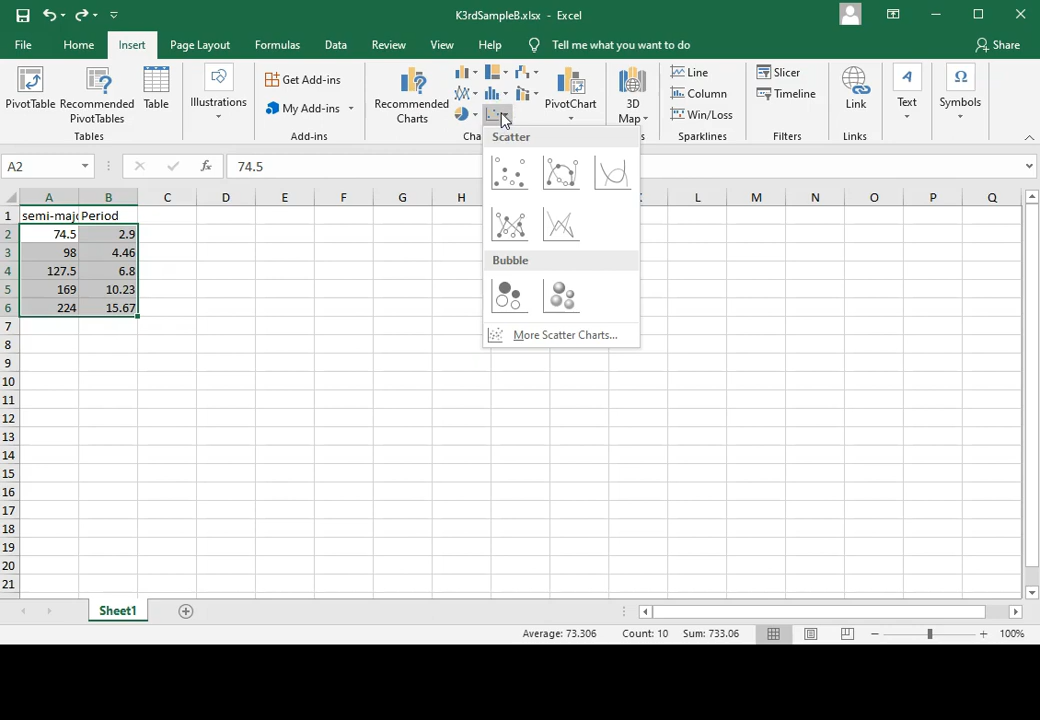 K3rdSampleB.xlsx - Excel
File Home Insert Page Layout Formulas Data Review View Help Tell me what you want to do Share
PivotTable Recommended PivotTables Table Illustrations Get Add-ins My Add-ins Recommended Charts PivotChart 3D Map Line Column Win/Loss Slicer Timeline Link Text Symbols
Tables Add-ins Sparklines Filters Links
A2 fx 74.5
Scatter
Bubble
More Scatter Charts...
A B C D E F G H L M N O P Q
1 Period
2 74.5 2.9
3 98 4.46
4 127.5 6.8
5 169 10.23
6 224 15.67
7
8
9
10
11
12
13
14
15
16
17
18
19
20
21
Sheet1
Average: 73.306 Count: 10 Sum: 733.06 100%